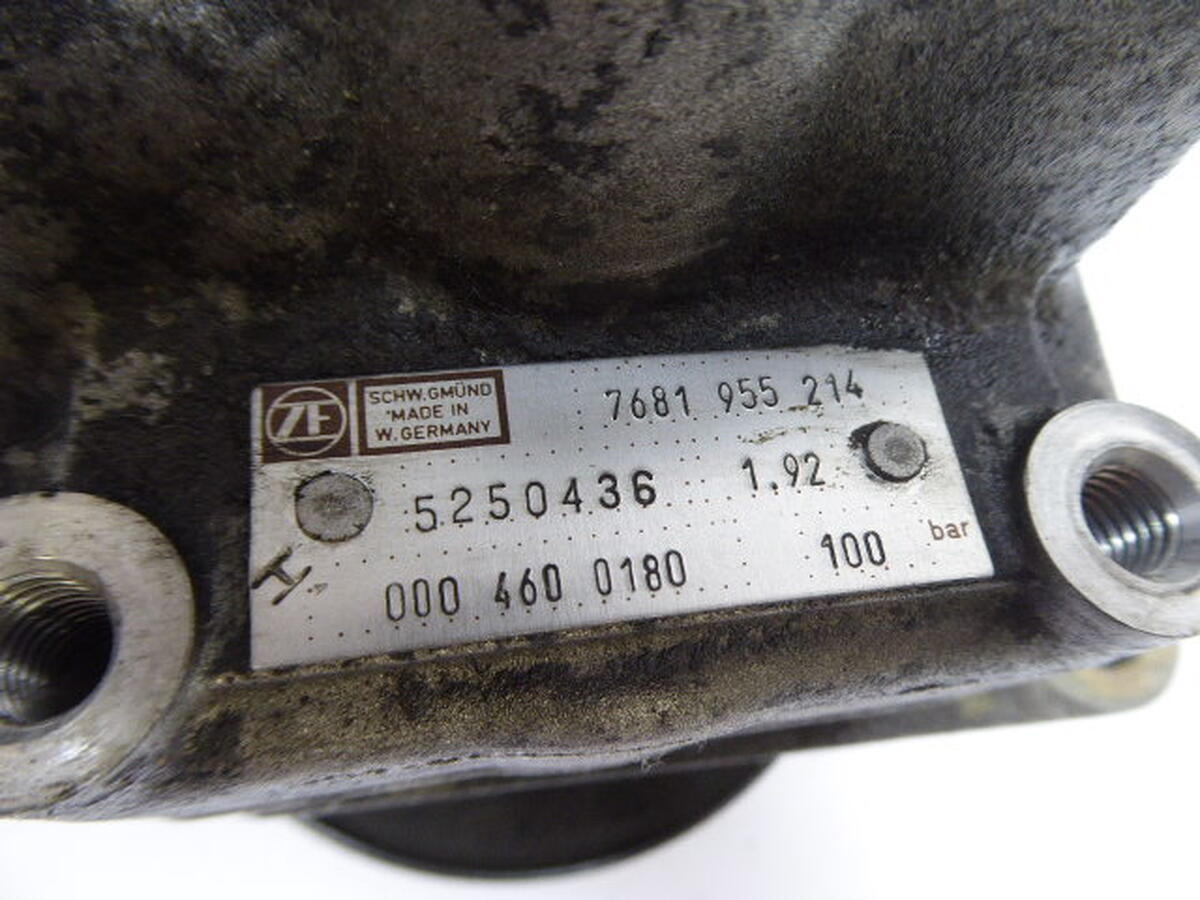 ZF
SCHW.GMÜND
MADE IN
W.GERMANY
7681 955 214
5250436 1.92
H
000 460 0180 100 bar